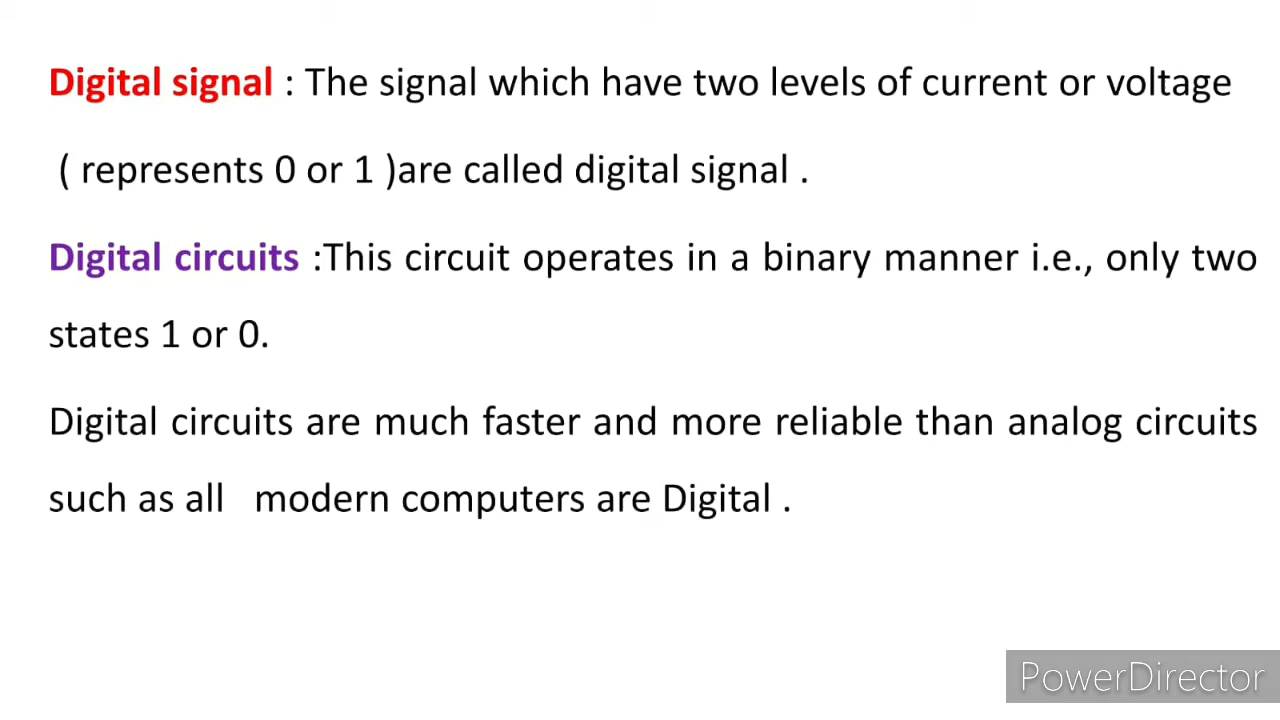 Digital signal : The signal which have two levels of current or voltage
( represents 0 or 1 )are called digital signal .
Digital circuits :This circuit operates in a binary manner i.e., only two
states 1 or 0.
Digital circuits are much faster and more reliable than analog circuits
such as all modern computers are Digital .
PowerDirector